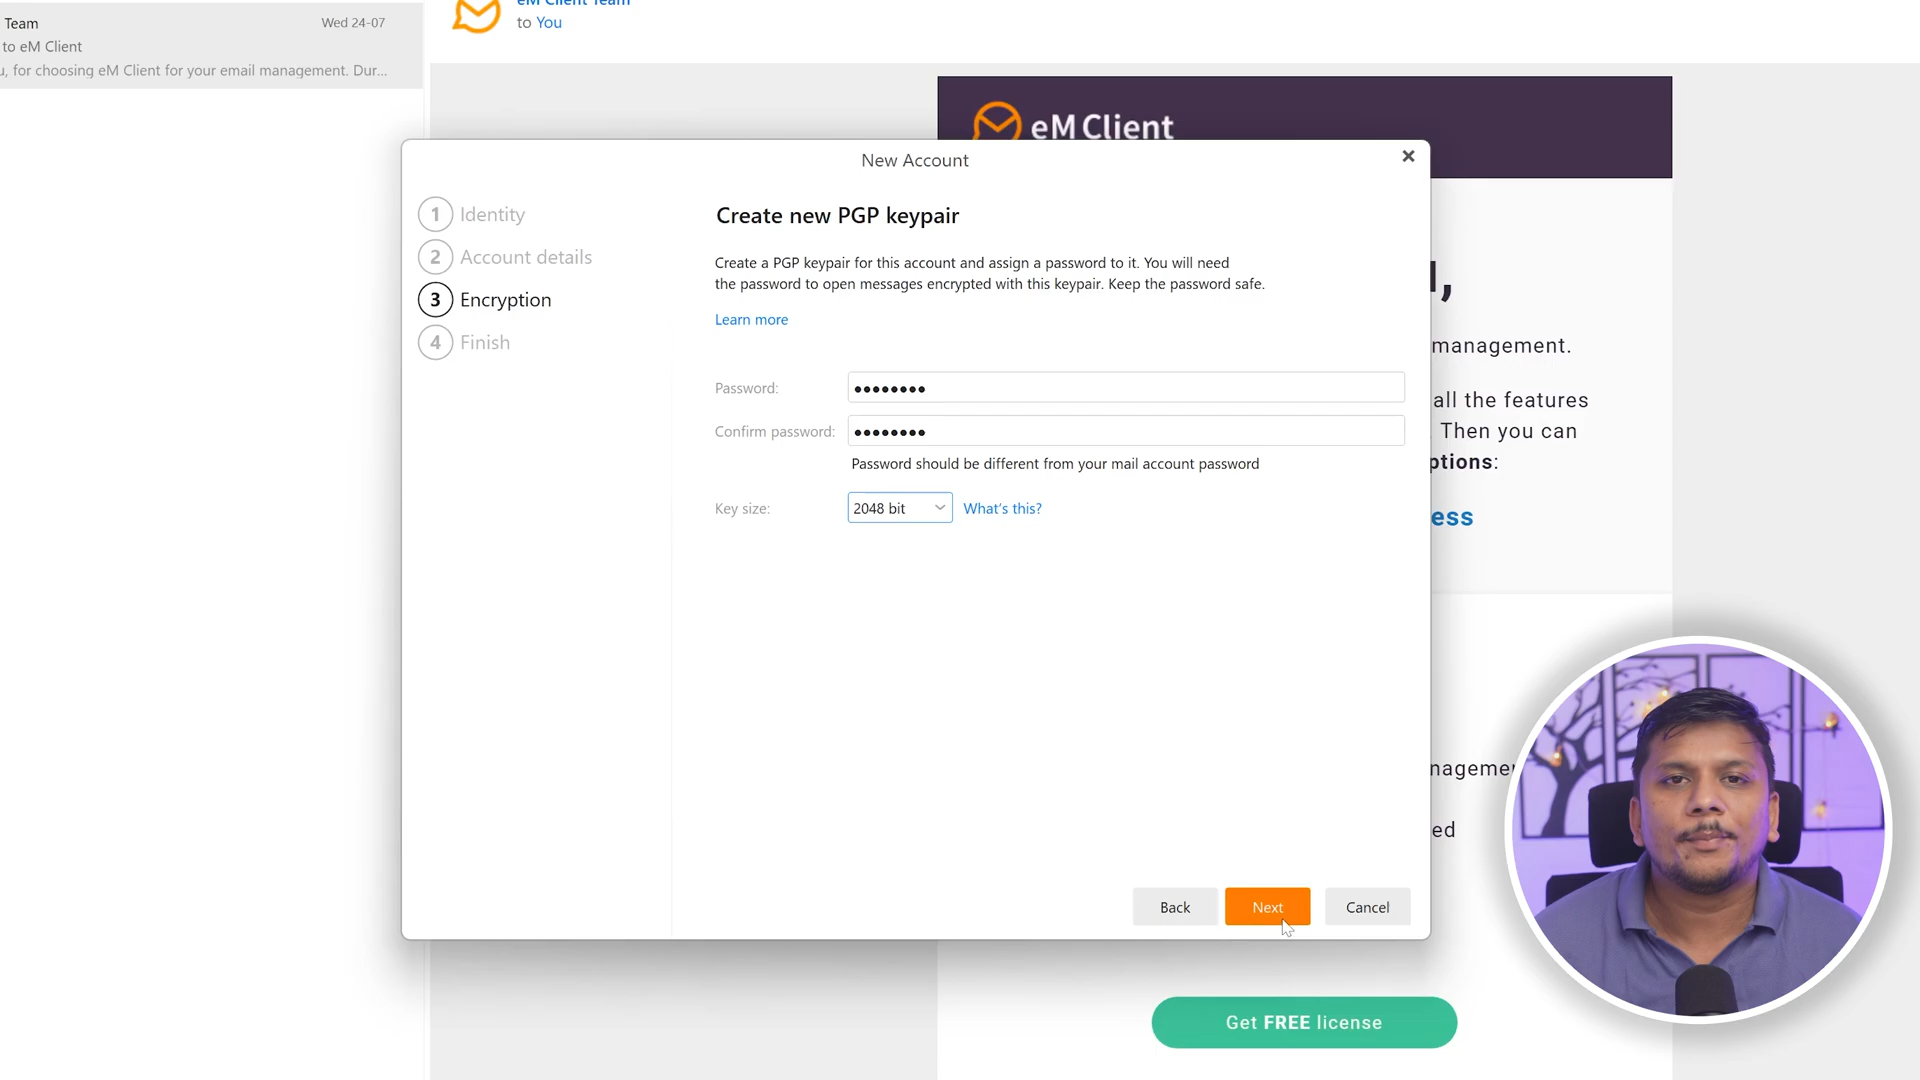 Team
Wed 24-07
to eM Client
, for choosing eM Client for your email management. Dur...
eM Client Team
to You
eM Client
New Account
1 Identity
2 Account details
3 Encryption
4 Finish
Create new PGP keypair
Create a PGP keypair for this account and assign a password to it. You will need
the password to open messages encrypted with this keypair. Keep the password safe.
Learn more
Password:
Confirm password:
Password should be different from your mail account password
Key size:
2048 bit
What's this?
Back
Next
Cancel
management.
all the features
. Then you can
ptions:
ess
ed
Get FREE license